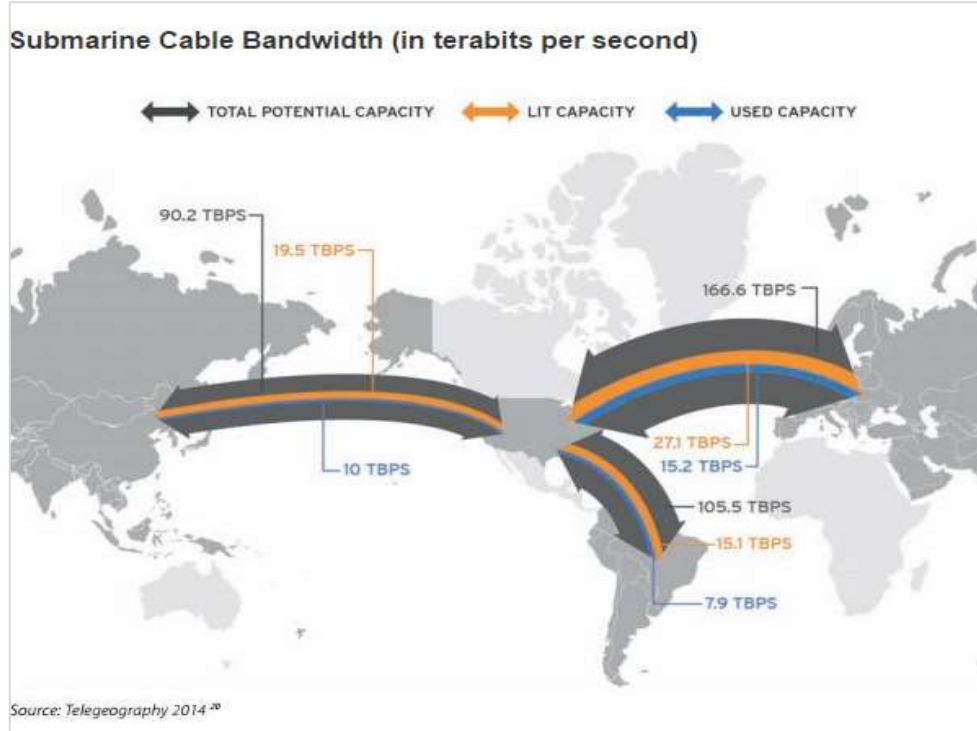 Submarine Cable Bandwidth (in terabits per second)
TOTAL POTENTIAL CAPACITY LIT CAPACITY USED CAPACITY
90.2 TBPS
19.5 TBPS
166.6 TBPS
27.1 TBPS
15.2 TBPS
10 TBPS
105.5 TBPS
15.1 TBPS
7.9 TBPS
Source: Telegeography 2014 20